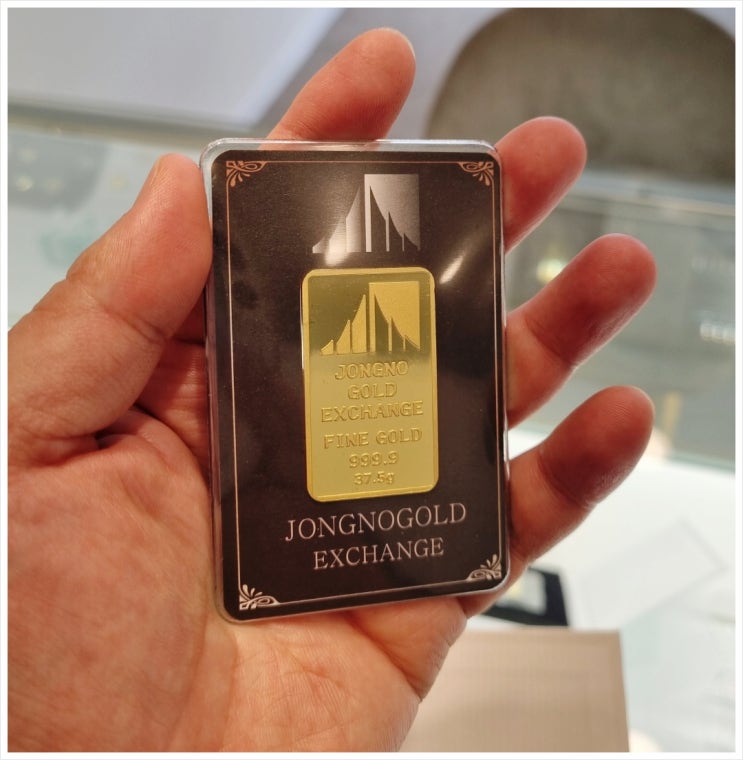 JONGNO
GOLD
EXCHANGE
FINE GOLD
999.9
37.5g
JONGNOGOLD
EXCHANGE